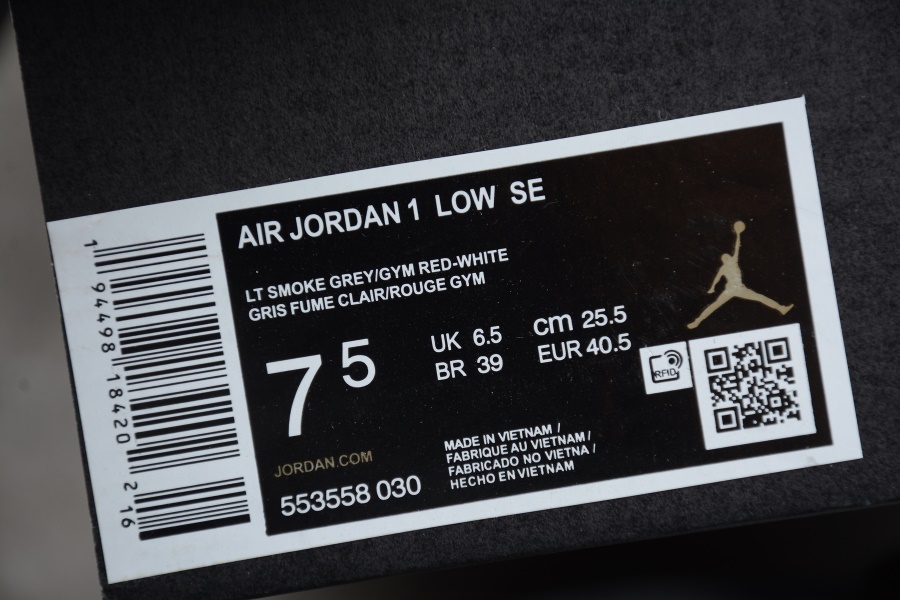 AIR JORDAN 1 LOW SE
LT SMOKE GREY/GYM RED-WHITE
GRIS FUME CLAIR/ROUGE GYM
7 5
UK 6.5
BR 39
cm 25.5
EUR 40.5
RFID
JORDAN.COM
553558 030
MADE IN VIETNAM /
FABRIQUE AU VIETNAM /
FABRICADO NO VIETNA /
HECHO EN VIETNAM
1 94498 18420 2 16